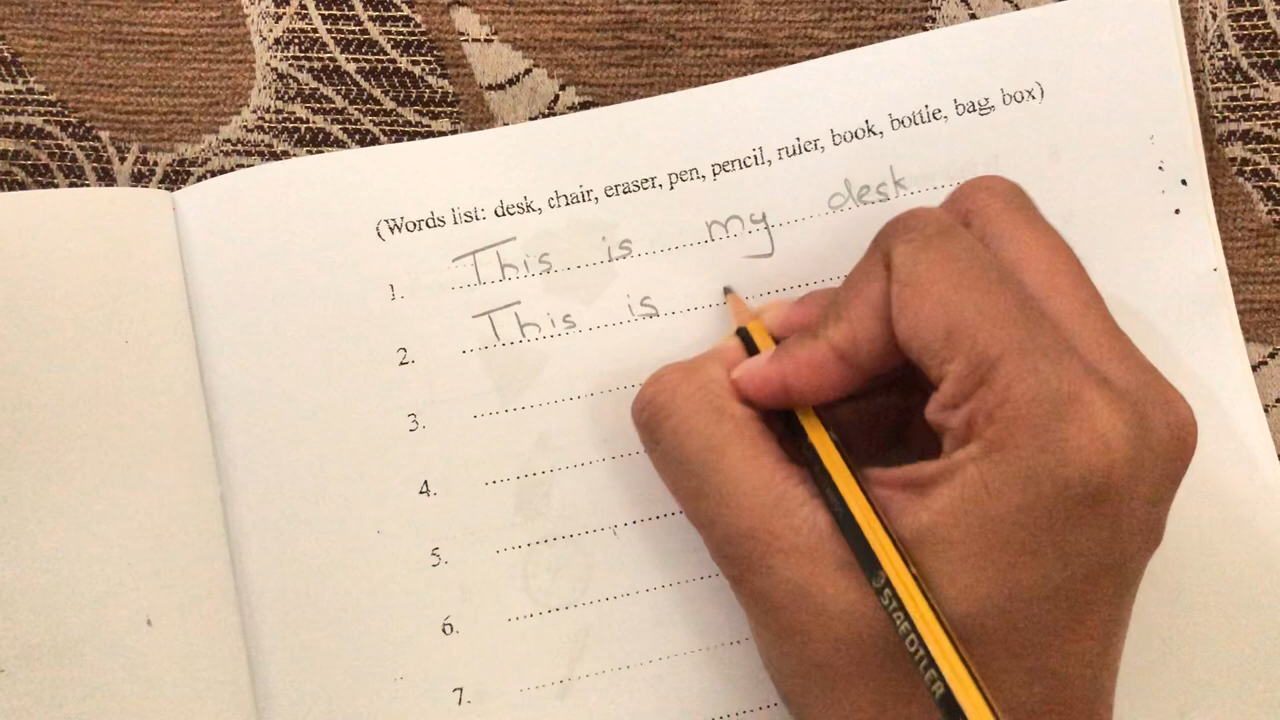 (Words list: desk, chair, eraser, pen, pencil, ruler, book, bottle, bag, box)
1. This is my desk
2. This is
3.
4.
5.
6.
7.
STAEDTLER